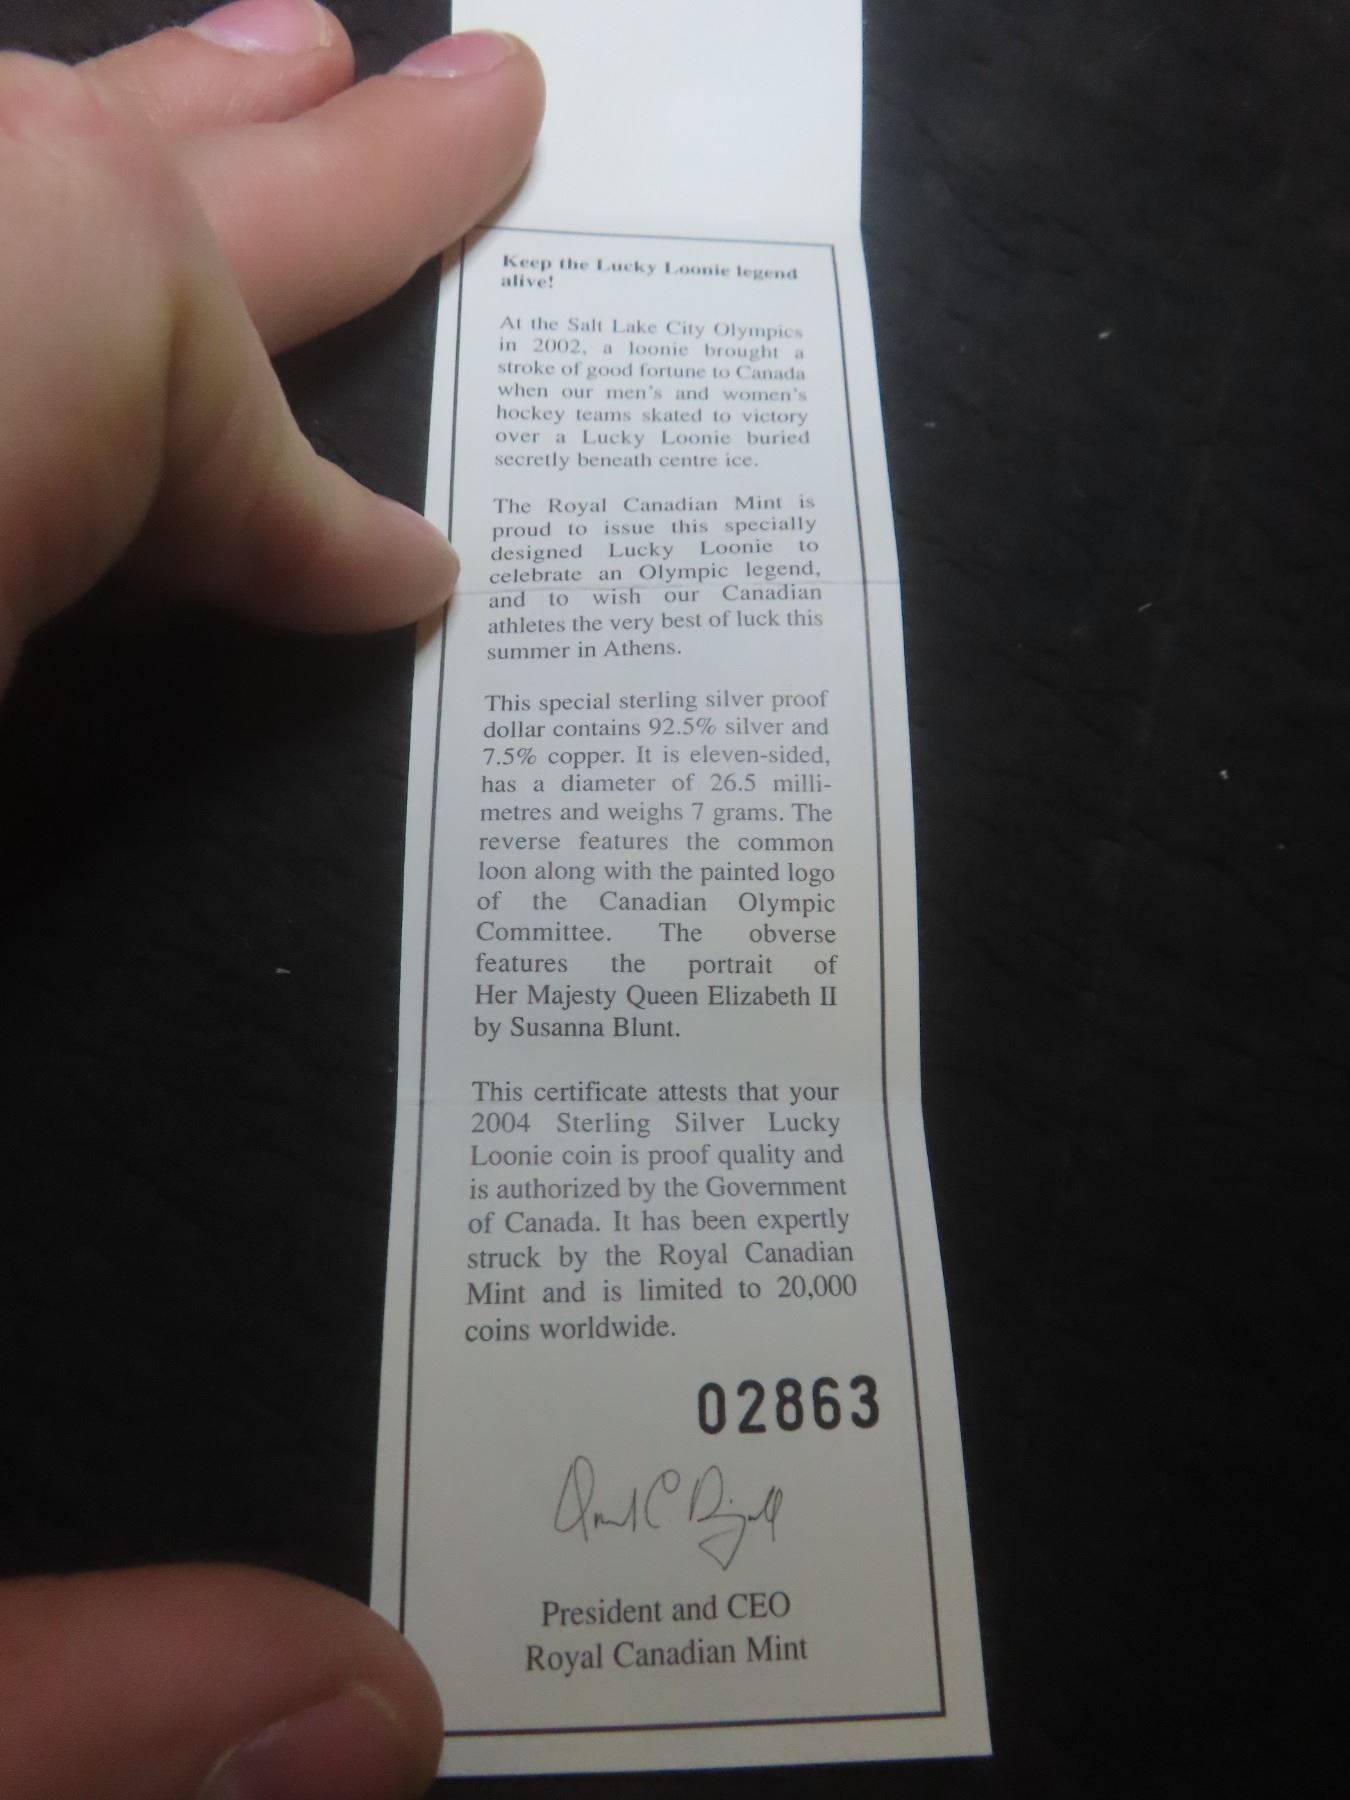 Keep the Lucky Loonie legend
alive!
At the Salt Lake City Olympics
in 2002, a loonie brought a
stroke of good fortune to Canada
when our men's and women's
hockey teams skated to victory
over a Lucky Loonie buried
secretly beneath centre ice.
The Royal Canadian Mint is
proud to issue this specially
designed Lucky Loonie to
celebrate an Olympic legend,
and to wish our Canadian
athletes the very best of luck this
summer in Athens.
This special sterling silver proof
dollar contains 92.5% silver and
7.5% copper. It is eleven-sided,
has a diameter of 26.5 milli-
metres and weighs 7 grams. The
reverse features the common
loon along with the painted logo
of the Canadian Olympic
Committee. The obverse
features the portrait of
Her Majesty Queen Elizabeth II
by Susanna Blunt.
This certificate attests that your
2004 Sterling Silver Lucky
Loonie coin is proof quality and
is authorized by the Government
of Canada. It has been expertly
struck by the Royal Canadian
Mint and is limited to 20,000
coins worldwide.
02863
President and CEO
Royal Canadian Mint